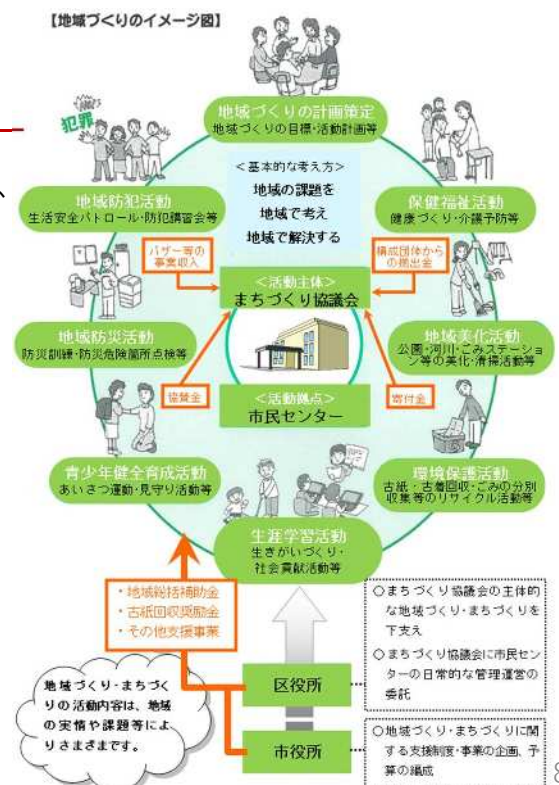 【地域づくりのイメージ図】
地域づくりの計画策定
地域づくりの目標・活動計画等
犯罪
<基本的な考え方>
地域の課題を
地域で考え
地域で解決する
地域防犯活動
生活安全パトロール・防犯講習会等
保健福祉活動
健康づくり・介護予防等
バザー等の
事業収入
構成団体から
の拠出金
<活動主体>
まちづくり協議会
地域防災活動
防災訓練・防災危険箇所点検等
地域美化活動
公園・河川・ごみステーショ
ン等の美化・清掃活動等
協賛金
寄付金
<活動拠点>
市民センター
青少年健全育成活動
あいさつ運動・見守り活動等
環境保護活動
古紙・古着回収・ごみの分別
収集等のリサイクル活動等
生涯学習活動
生きがいづくり・
社会貢献活動等
・地域総括補助金
・古紙回収奨励金
・その他支援事業
○まちづくり協議会の主体的
な地域づくり・まちづくりを
下支え
○まちづくり協議会に市民セン
ターの日常的な管理運営の
委託
区役所
地域づくり・まちづく
りの活動内容は、地域
の実情や課題等によ
りさまざまです。
市役所
○地域づくり・まちづくりに関
する支援制度・事業の企画、予
算の編成
8